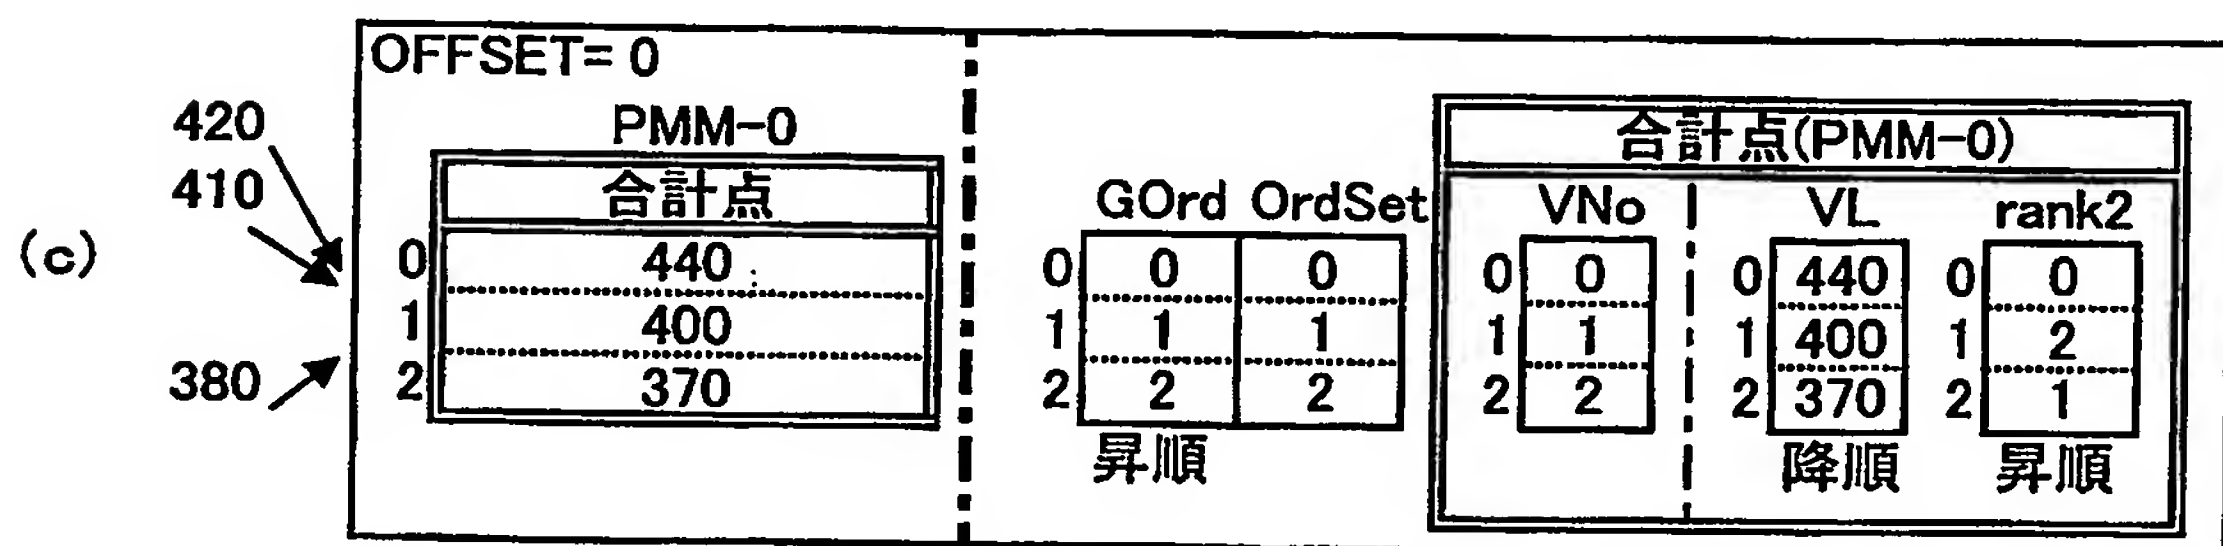 (c)
420
410
380
OFFSET= 0
PMM-0
合計点
0 440
1 400
2 370
GOrd OrdSet
0 0 0
1 1 1
2 2 2
昇順
合計点(PMM-0)
VNo VL rank2
0 0 0 440 0 0
1 1 1 400 1 2
2 2 2 370 2 1
降順 昇順